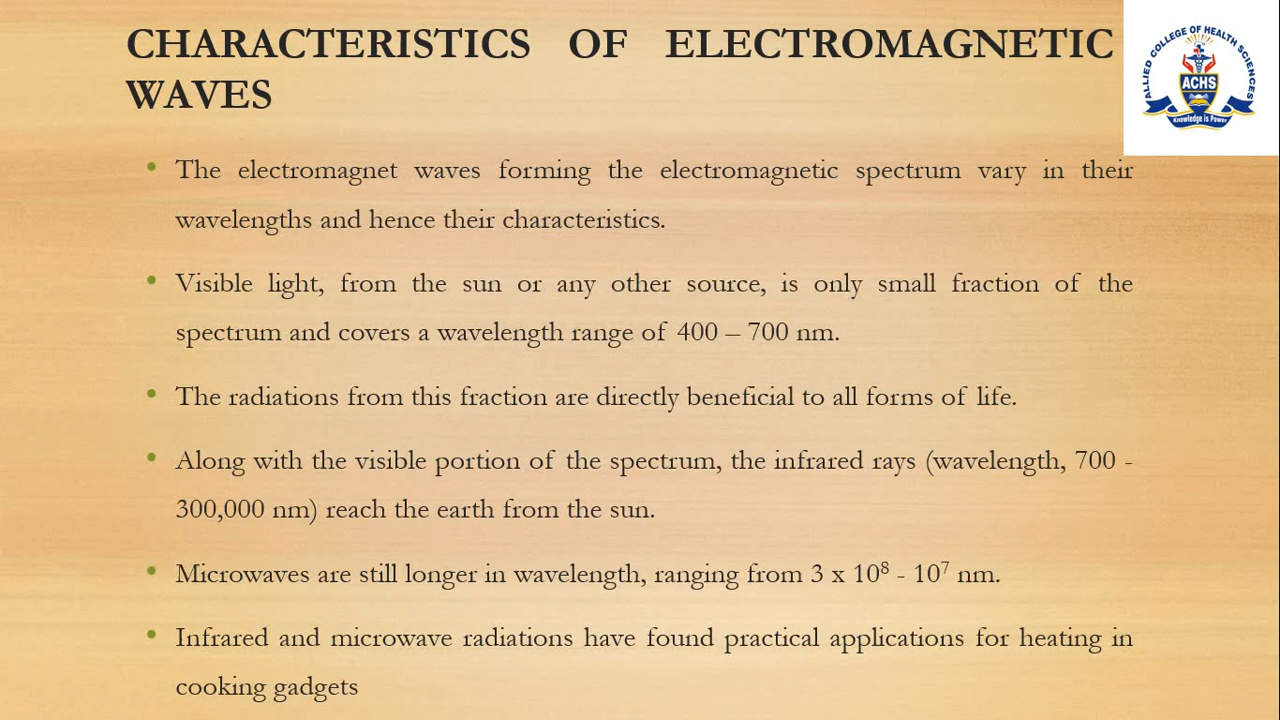 CHARACTERISTICS OF ELECTROMAGNETIC
WAVES
ALLIED COLLEGE OF HEALTH SCIENCES
ACHS
Knowledge is Power
• The electromagnet waves forming the electromagnetic spectrum vary in their
wavelengths and hence their characteristics.
• Visible light, from the sun or any other source, is only small fraction of the
spectrum and covers a wavelength range of 400 – 700 nm.
• The radiations from this fraction are directly beneficial to all forms of life.
• Along with the visible portion of the spectrum, the infrared rays (wavelength, 700 -
300,000 nm) reach the earth from the sun.
• Microwaves are still longer in wavelength, ranging from 3 x 10⁸ - 10⁷ nm.
• Infrared and microwave radiations have found practical applications for heating in
cooking gadgets